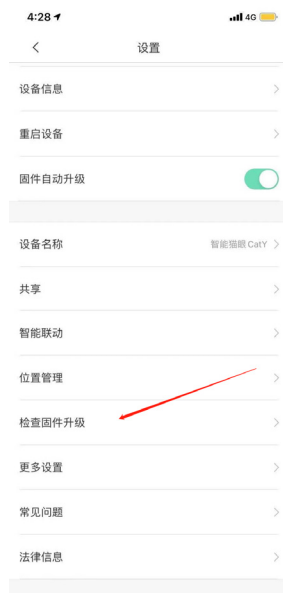 4:28
4G
设置
设备信息
重启设备
固件自动升级
设备名称 智能猫眼 CatY
共享
智能联动
位置管理
检查固件升级
更多设置
常见问题
法律信息